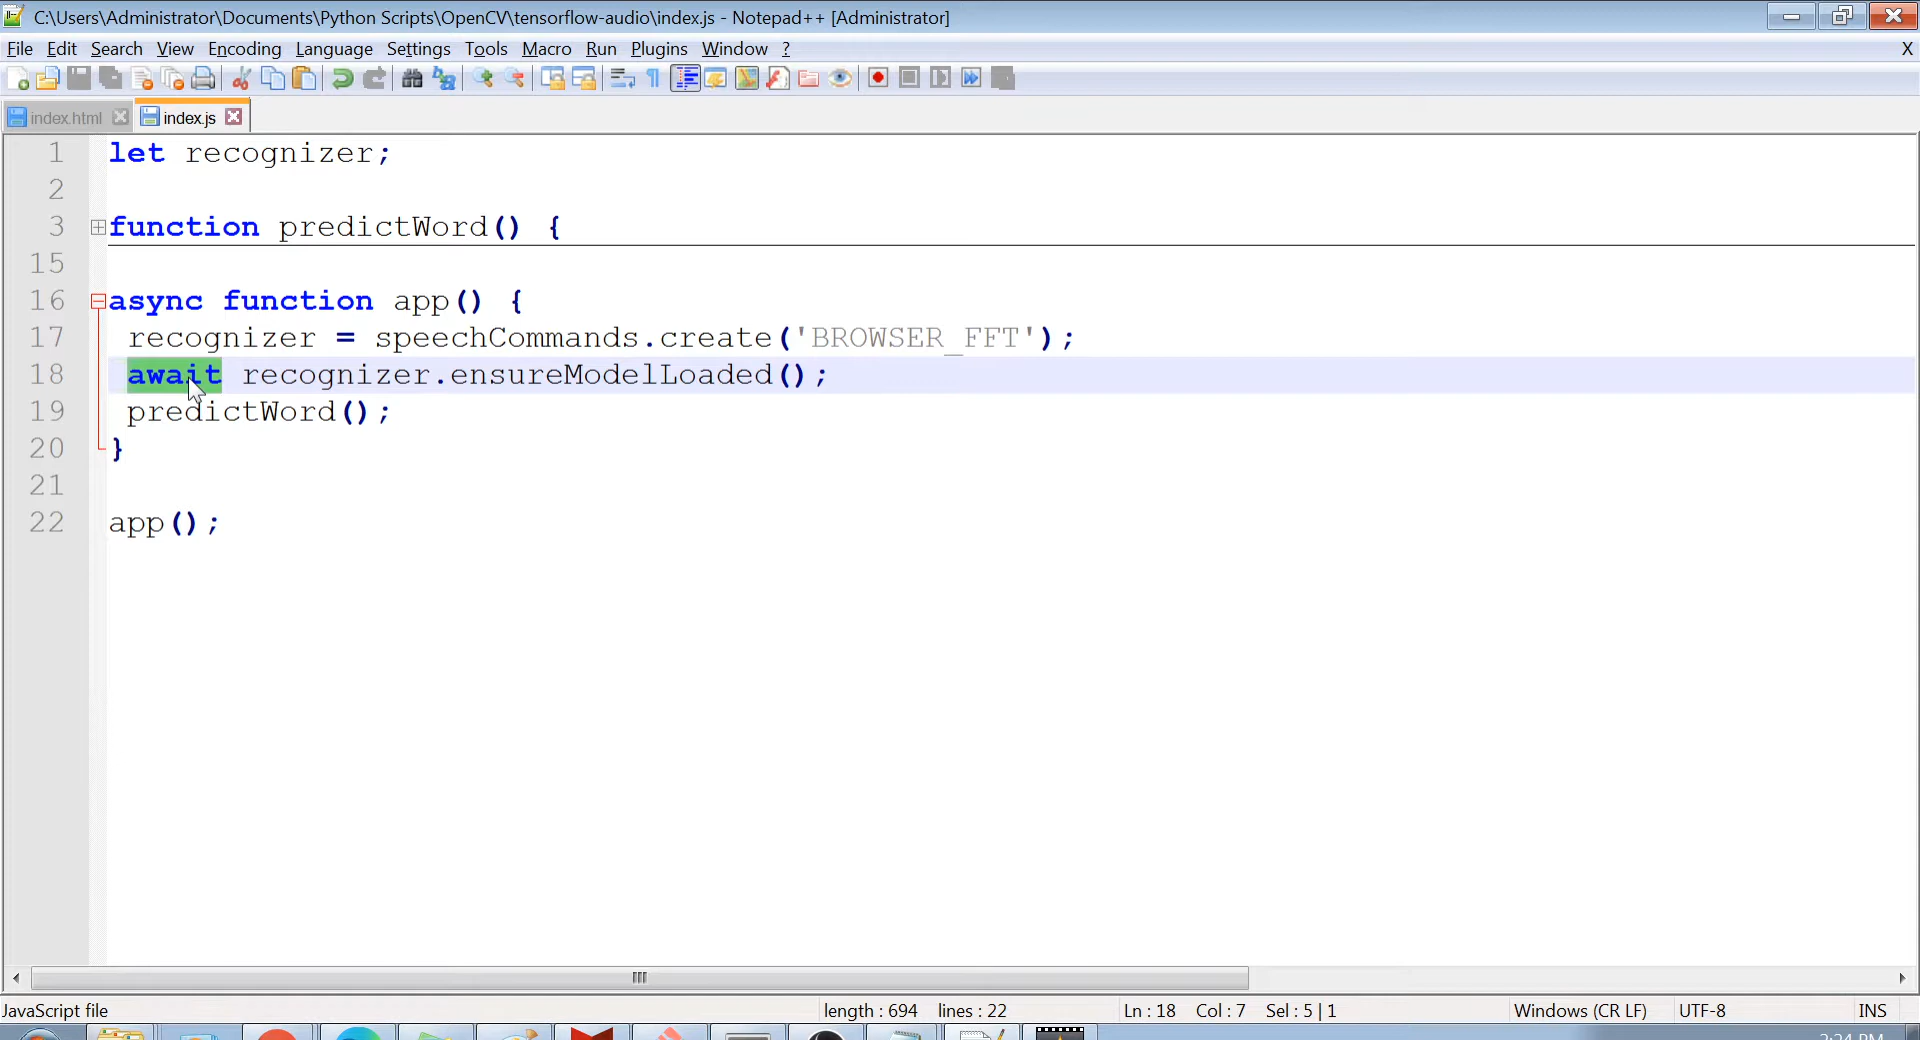 C:\Users\Administrator\Documents\Python Scripts\OpenCV\tensorflow-audio\index.js - Notepad++ [Administrator]
File Edit Search View Encoding Language Settings Tools Macro Run Plugins Window ? X
index.html index.js
1 let recognizer;
2
3 function predictWord() {
15
16 async function app() {
17 recognizer = speechCommands.create('BROWSER_FFT');
18 await recognizer.ensureModelLoaded();
19 predictWord();
20 }
21
22 app();
JavaScript file length : 694 lines : 22 Ln : 18 Col : 7 Sel : 5 | 1 Windows (CR LF) UTF-8 INS